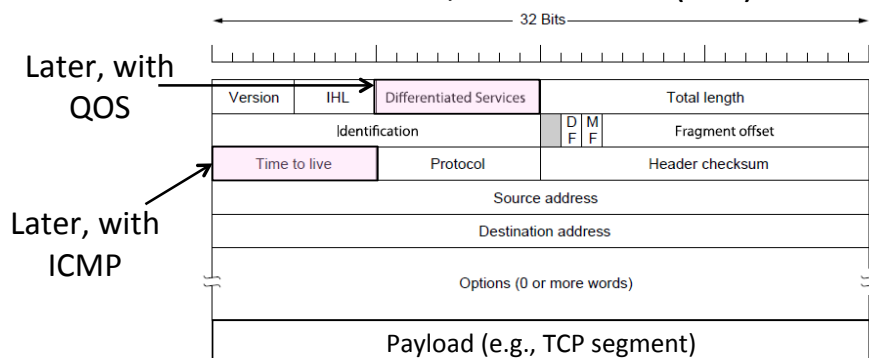 32 Bits
Later, with
QOS
Version IHL Differentiated Services Total length
Identification D F M F Fragment offset
Time to live Protocol Header checksum
Source address
Later, with
ICMP
Destination address
Options (0 or more words)
Payload (e.g., TCP segment)